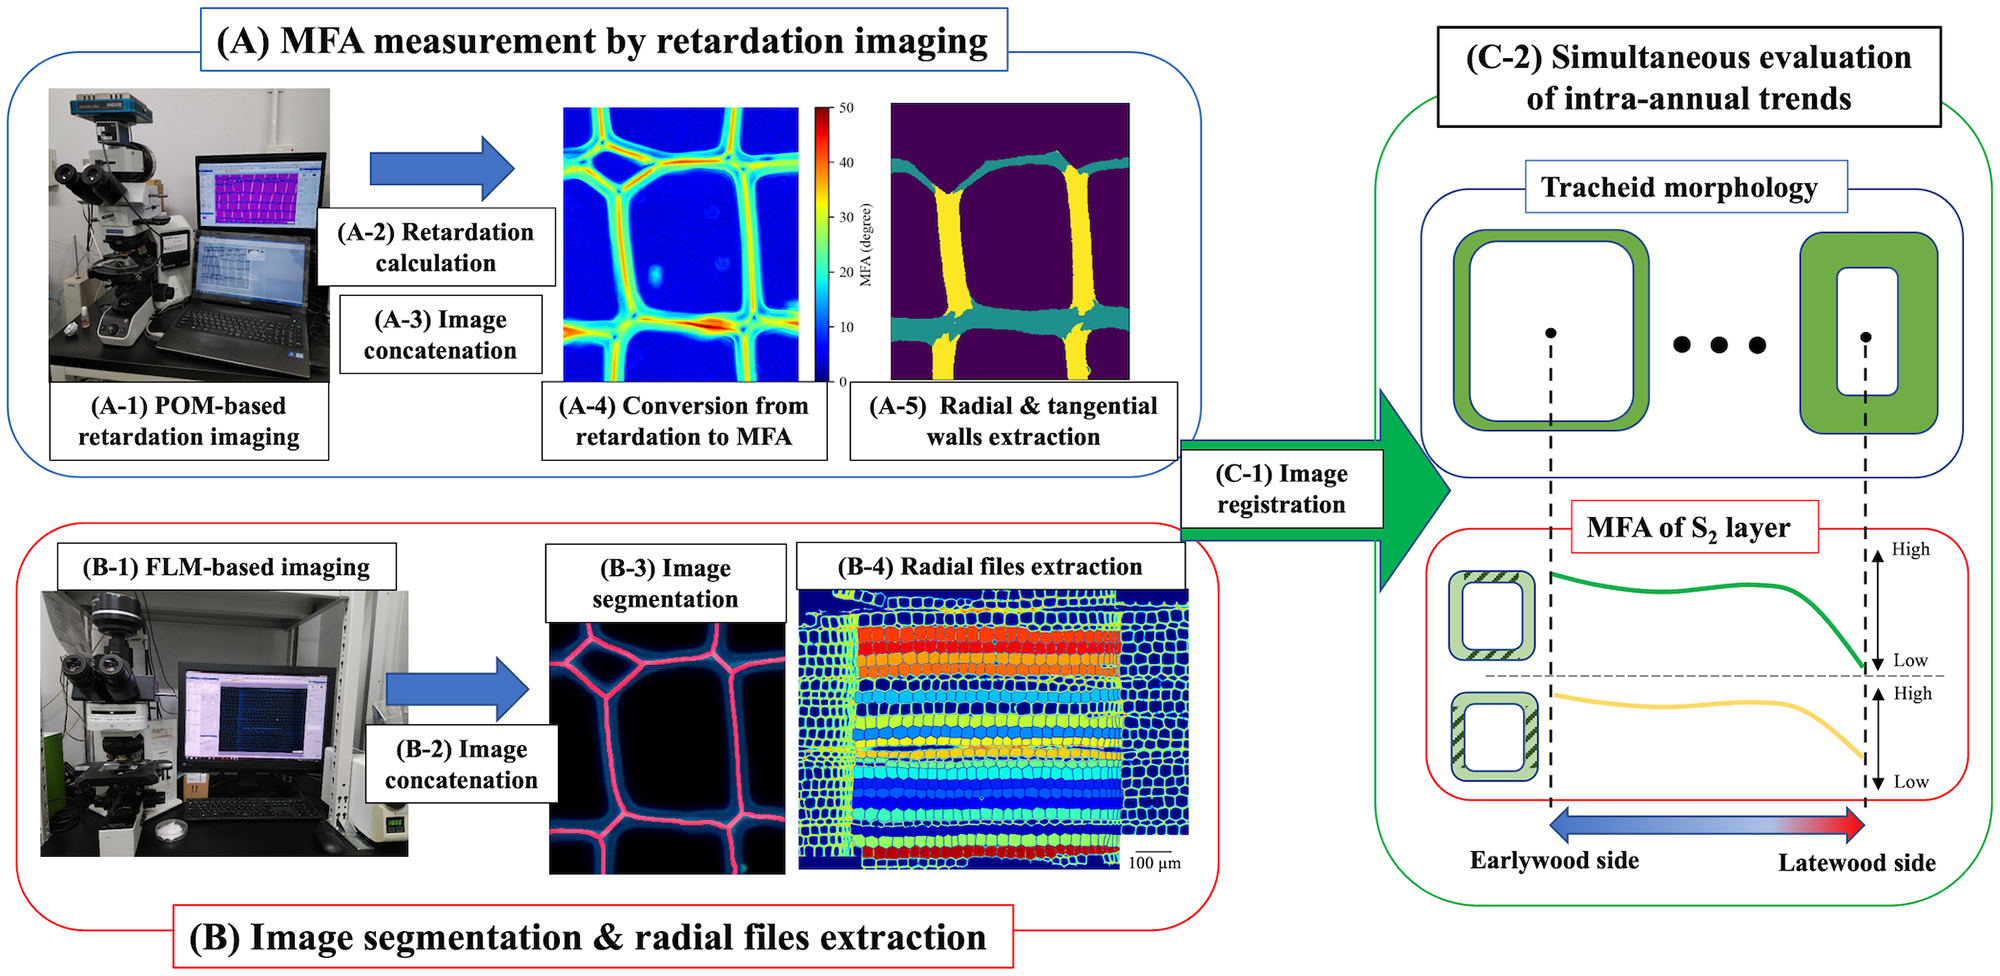 (A) MFA measurement by retardation imaging
(A-1) POM-based
retardation imaging
(A-2) Retardation
calculation
(A-3) Image
concatenation
50
40
30
20
10
0
MFA (degree)
(A-4) Conversion from
retardation to MFA
(A-5) Radial & tangential
walls extraction
(B-1) FLM-based imaging
(B-2) Image
concatenation
(B-3) Image
segmentation
(B-4) Radial files extraction
100 μm
(B) Image segmentation & radial files extraction
(C-1) Image
registration
(C-2) Simultaneous evaluation
of intra-annual trends
Tracheid morphology
MFA of S₂ layer
High
Low
High
Low
Earlywood side
Latewood side